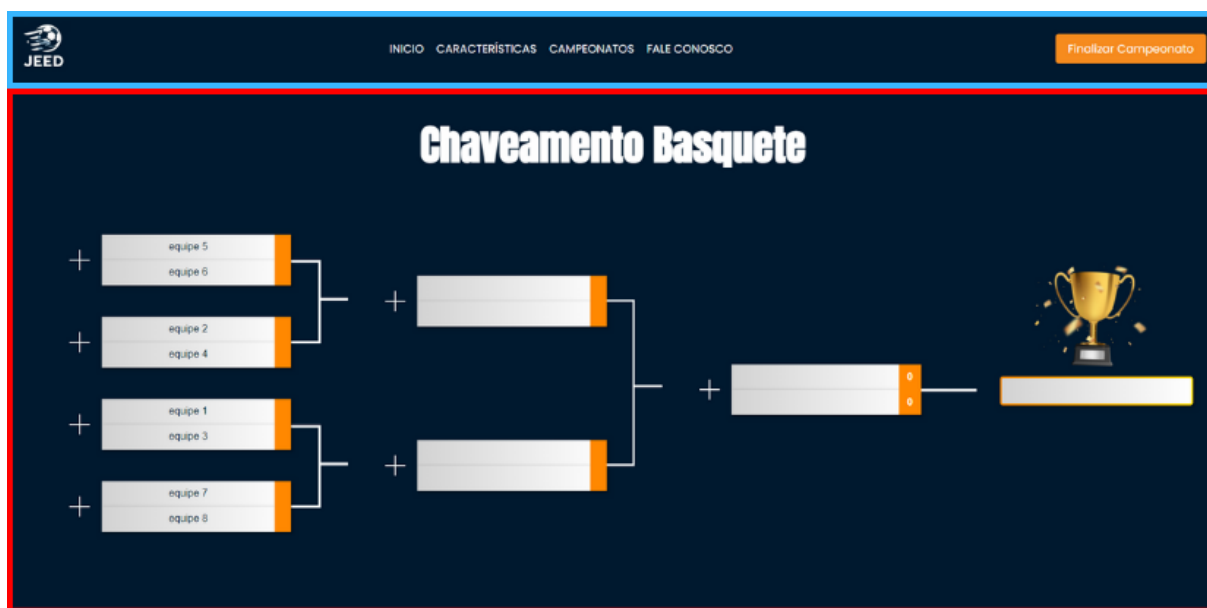 JEED
INICIO CARACTERÍSTICAS CAMPEONATOS FALE CONOSCO
Finalizar Campeonato
Chaveamento Basquete
equipe 5
equipe 6
equipe 2
equipe 4
equipe 1
equipe 3
equipe 7
equipe 8
0
0